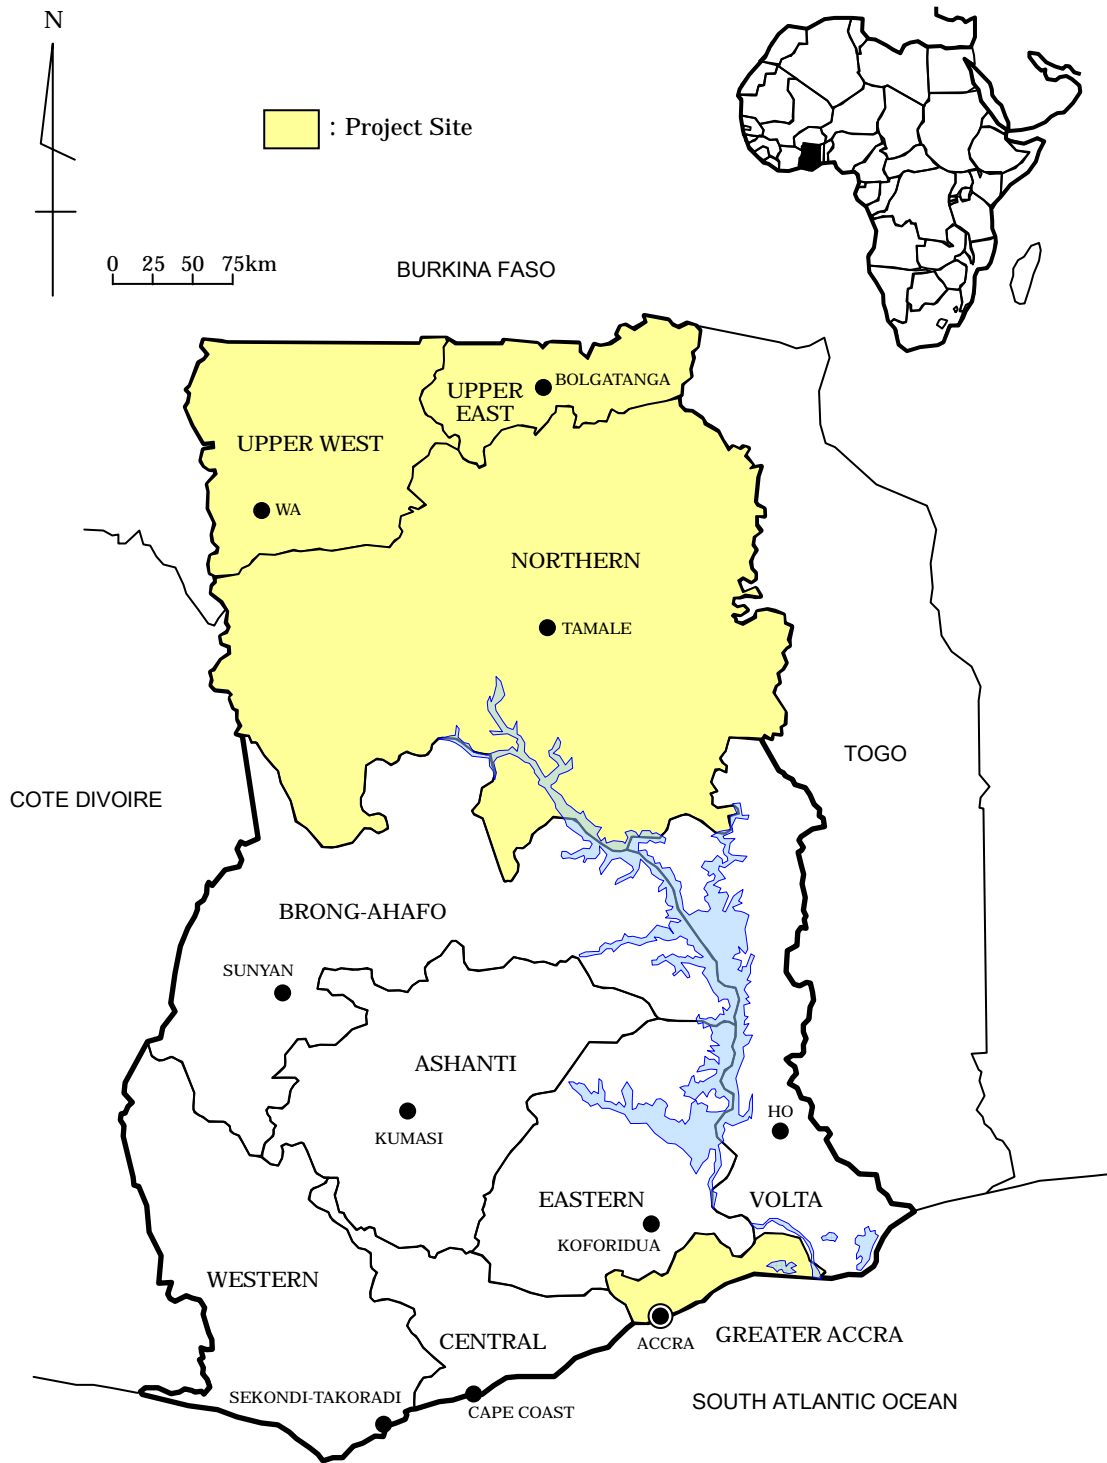 N
: Project Site
0 25 50 75km
BURKINA FASO
BOLGATANGA
UPPER
EAST
UPPER WEST
WA
NORTHERN
TAMALE
TOGO
COTE DIVOIRE
BRONG-AHAFO
SUNYAN
ASHANTI
HO
KUMASI
EASTERN
VOLTA
KOFORIDUA
WESTERN
GREATER ACCRA
CENTRAL
ACCRA
SEKONDI-TAKORADI
CAPE COAST
SOUTH ATLANTIC OCEAN